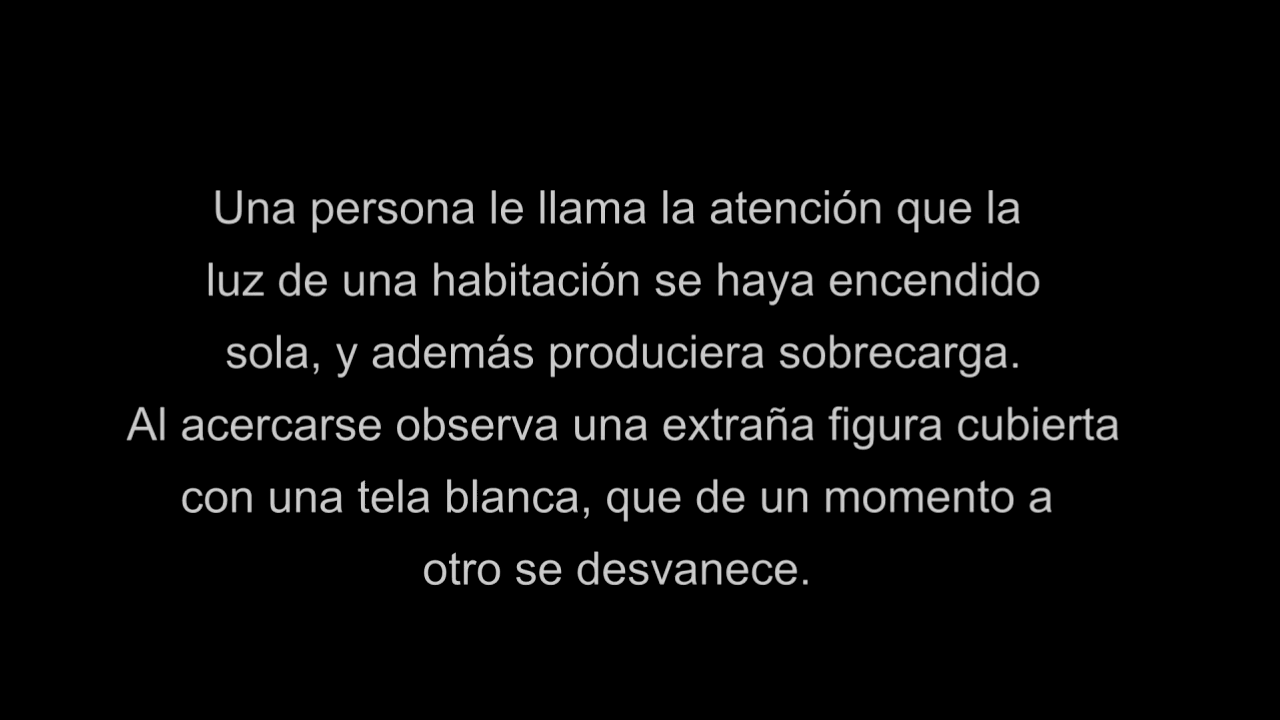 Una persona le llama la atención que la
luz de una habitación se haya encendido
sola, y además produciera sobrecarga.
Al acercarse observa una extraña figura cubierta
con una tela blanca, que de un momento a
otro se desvanece.